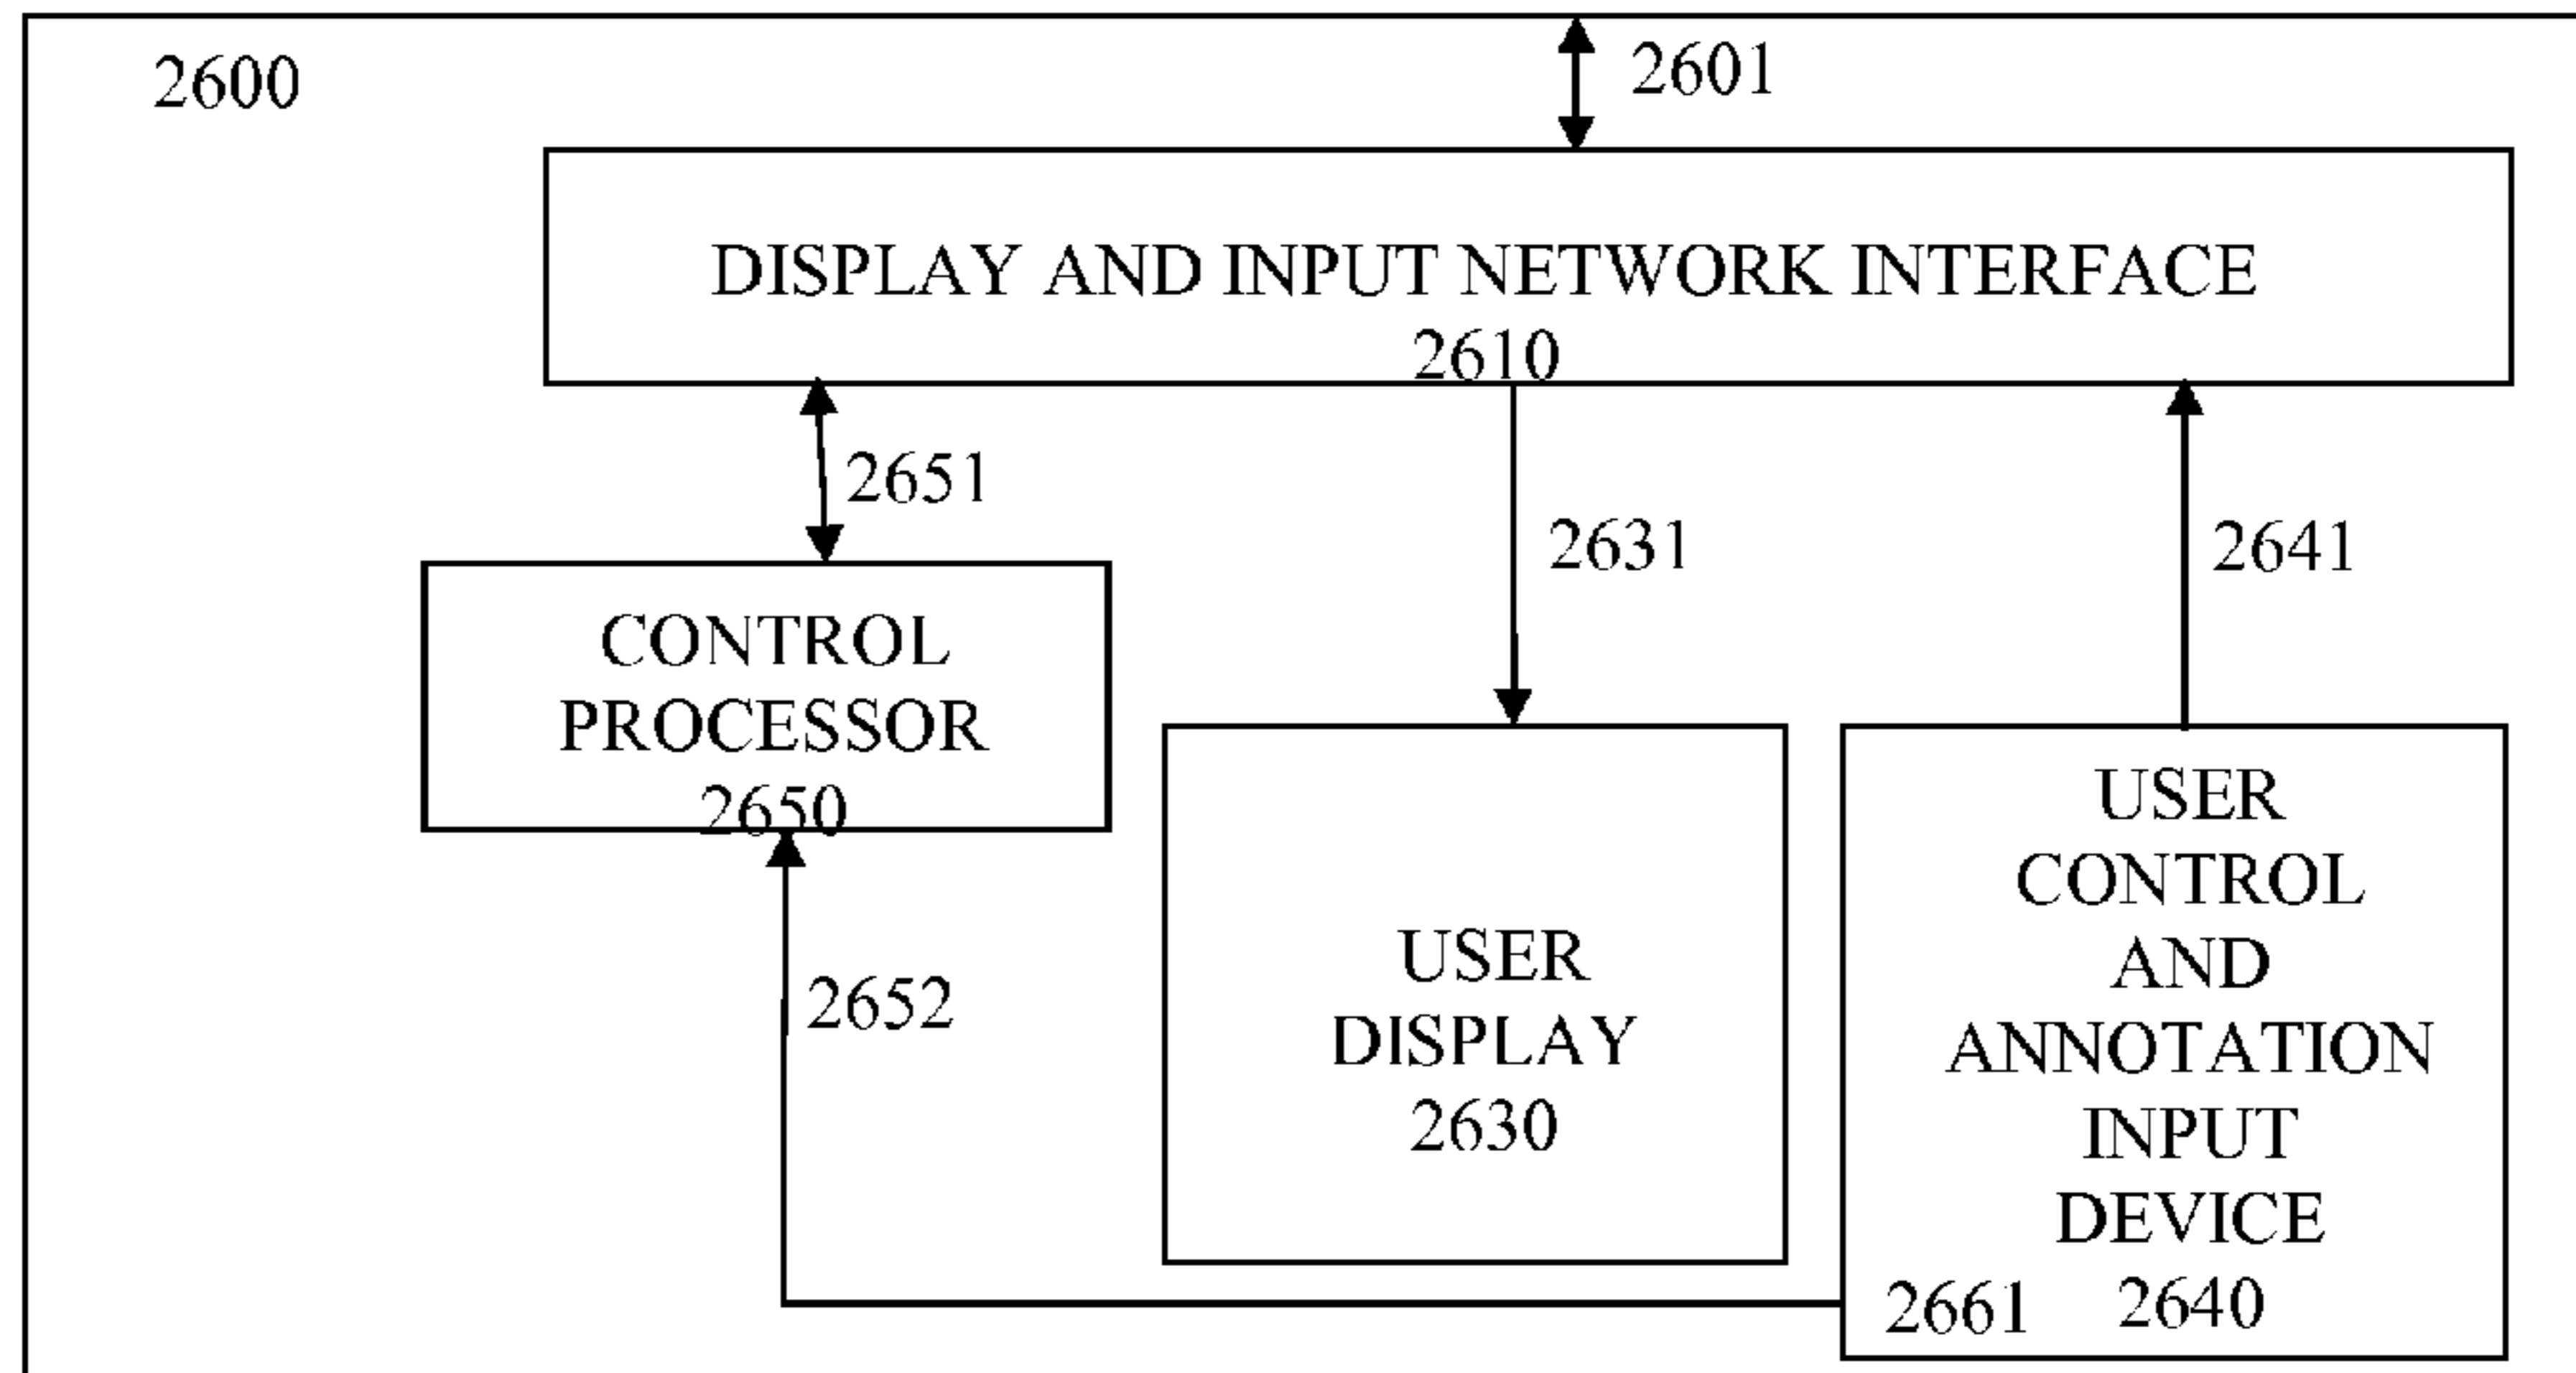 2600
2601
DISPLAY AND INPUT NETWORK INTERFACE
2610
2651
2631
2641
CONTROL
PROCESSOR
2650
USER
DISPLAY
2630
USER
CONTROL
AND
ANNOTATION
INPUT
DEVICE
2640
2652
2661